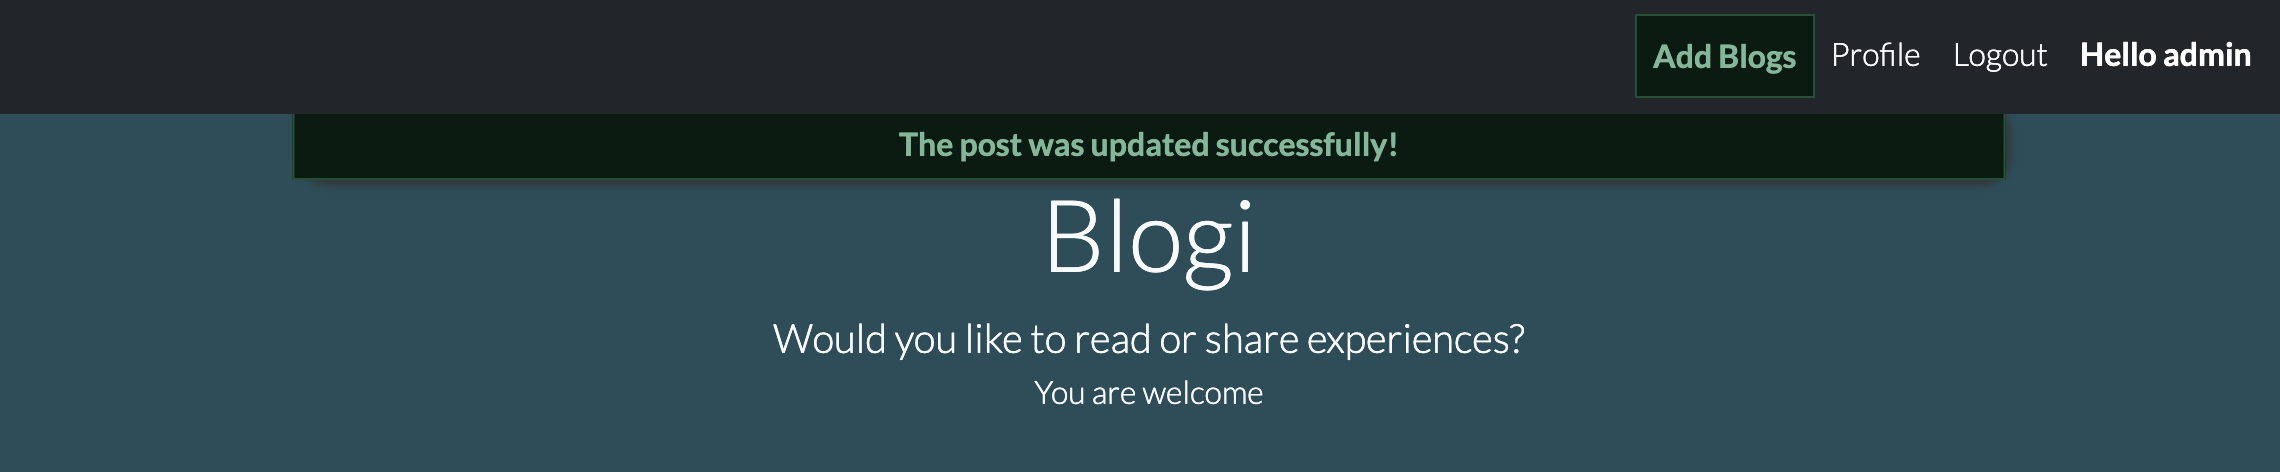 Add Blogs Profile Logout Hello admin
The post was updated successfully!
Blogi
Would you like to read or share experiences?
You are welcome